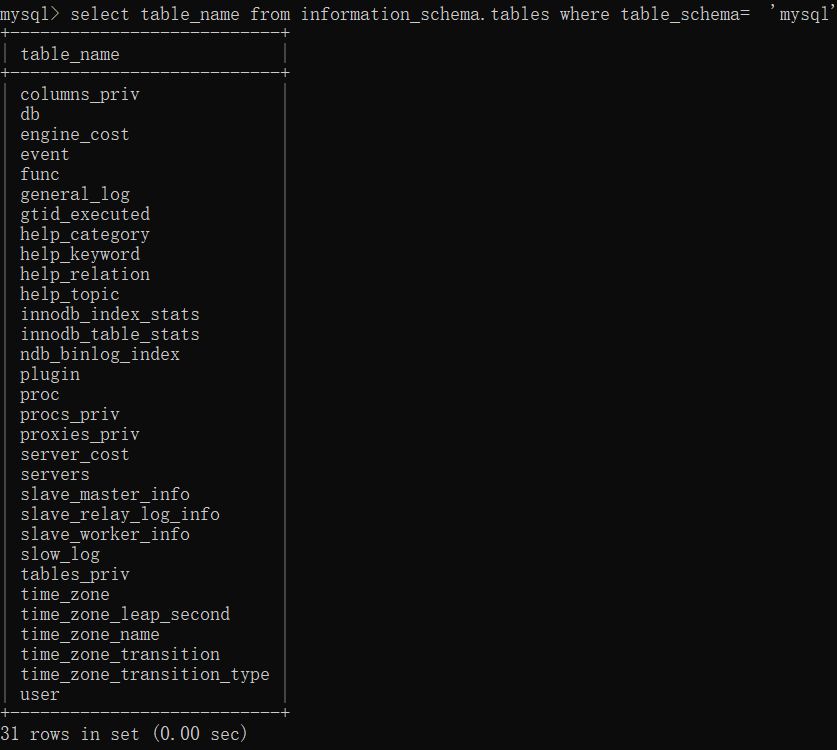 mysql> select table_name from information_schema.tables where table_schema=  'mysql'
+---------------------------+
| table_name                |
+---------------------------+
| columns_priv              |
| db                        |
| engine_cost               |
| event                     |
| func                      |
| general_log               |
| gtid_executed             |
| help_category             |
| help_keyword              |
| help_relation             |
| help_topic                |
| innodb_index_stats        |
| innodb_table_stats        |
| ndb_binlog_index          |
| plugin                    |
| proc                      |
| procs_priv                |
| proxies_priv              |
| server_cost               |
| servers                   |
| slave_master_info         |
| slave_relay_log_info      |
| slave_worker_info         |
| slow_log                  |
| tables_priv               |
| time_zone                 |
| time_zone_leap_second     |
| time_zone_name            |
| time_zone_transition      |
| time_zone_transition_type |
| user                      |
+---------------------------+
31 rows in set (0.00 sec)